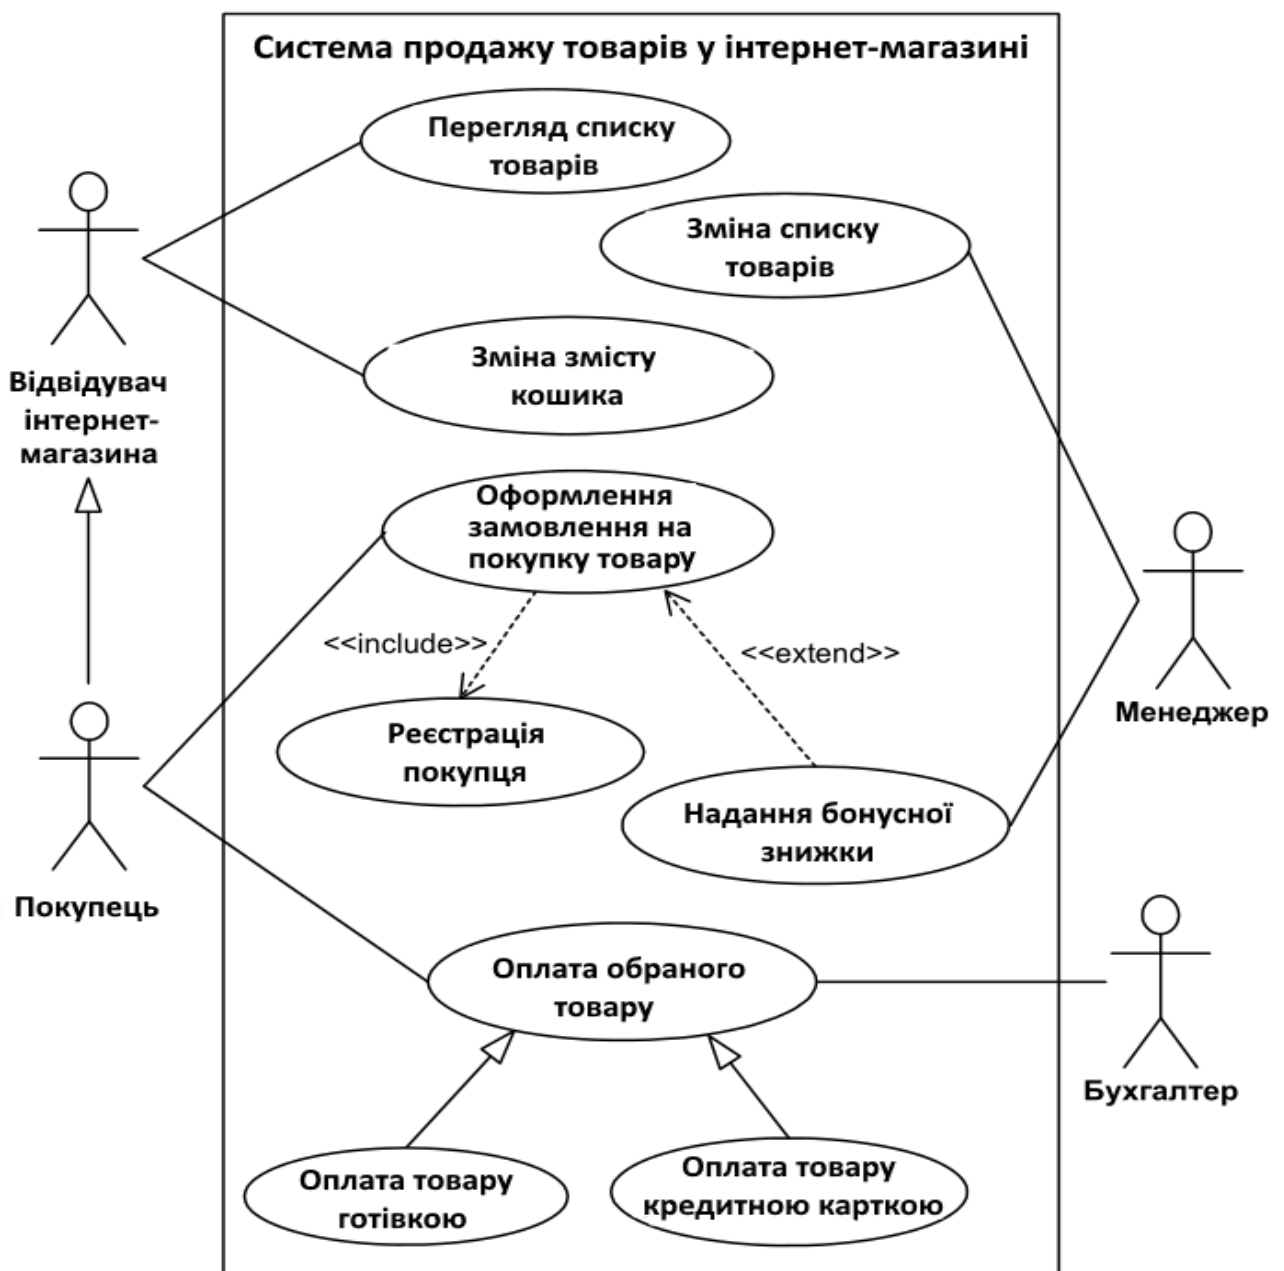 Система продажу товарів у інтернет-магазині
Перегляд списку
товарів
Зміна списку
товарів
Зміна змісту
кошика
Відвідувач
інтернет-
магазина
Оформлення
замовлення на
покупку товару
<<include>>
<<extend>>
Реєстрація
покупця
Менеджер
Надання бонусної
знижки
Покупець
Оплата обраного
товару
Бухгалтер
Оплата товару
готівкою
Оплата товару
кредитною карткою